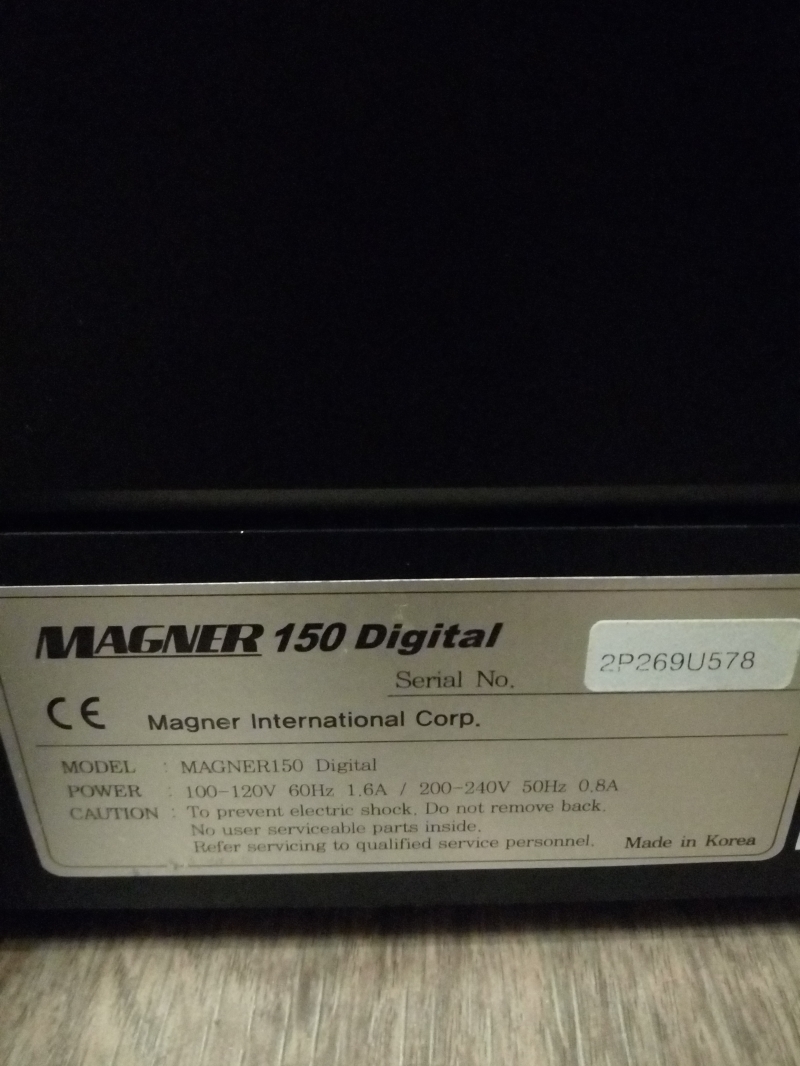 MAGNER 150 Digital
Serial No. 2P269U578
CE Magner International Corp.
MODEL : MAGNER150 Digital
POWER : 100-120V 60Hz 1.6A / 200-240V 50Hz 0.8A
CAUTION : To prevent electric shock. Do not remove back.
No user serviceable parts inside.
Refer servicing to qualified service personnel. Made in Korea